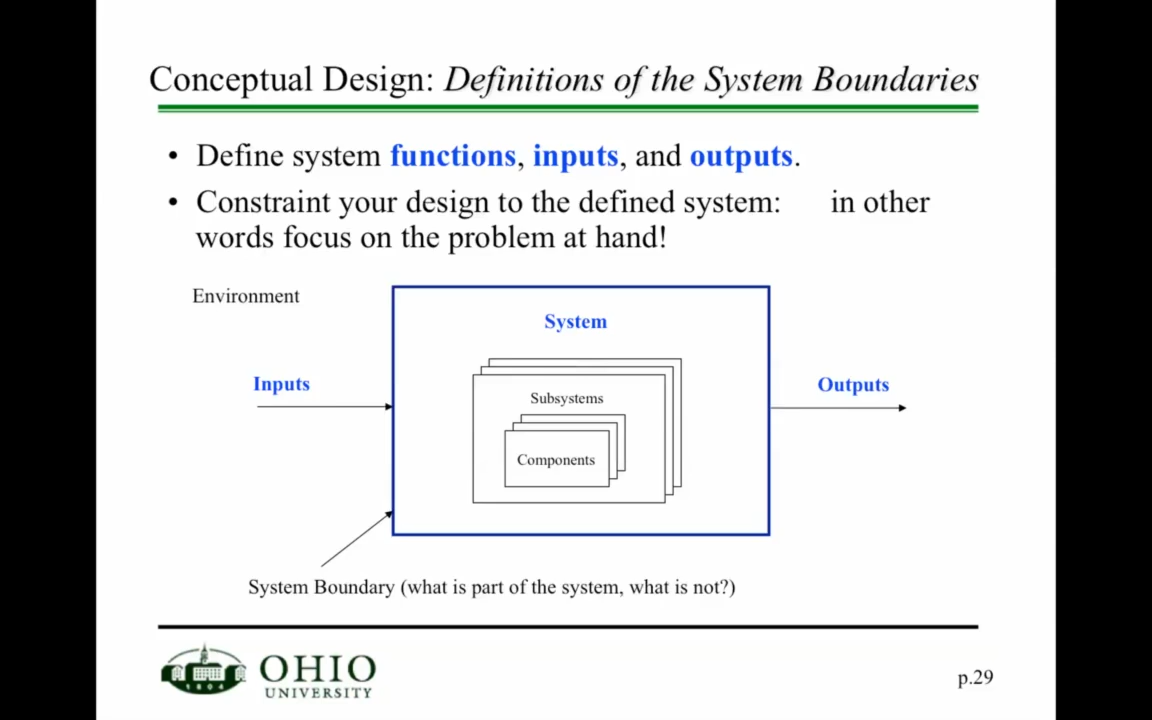 Conceptual Design: Definitions of the System Boundaries
• Define system functions, inputs, and outputs.
• Constraint your design to the defined system: in other
words focus on the problem at hand!
Environment
System
Inputs
Outputs
Subsystems
Components
System Boundary (what is part of the system, what is not?)
1804
OHIO
UNIVERSITY
p.29